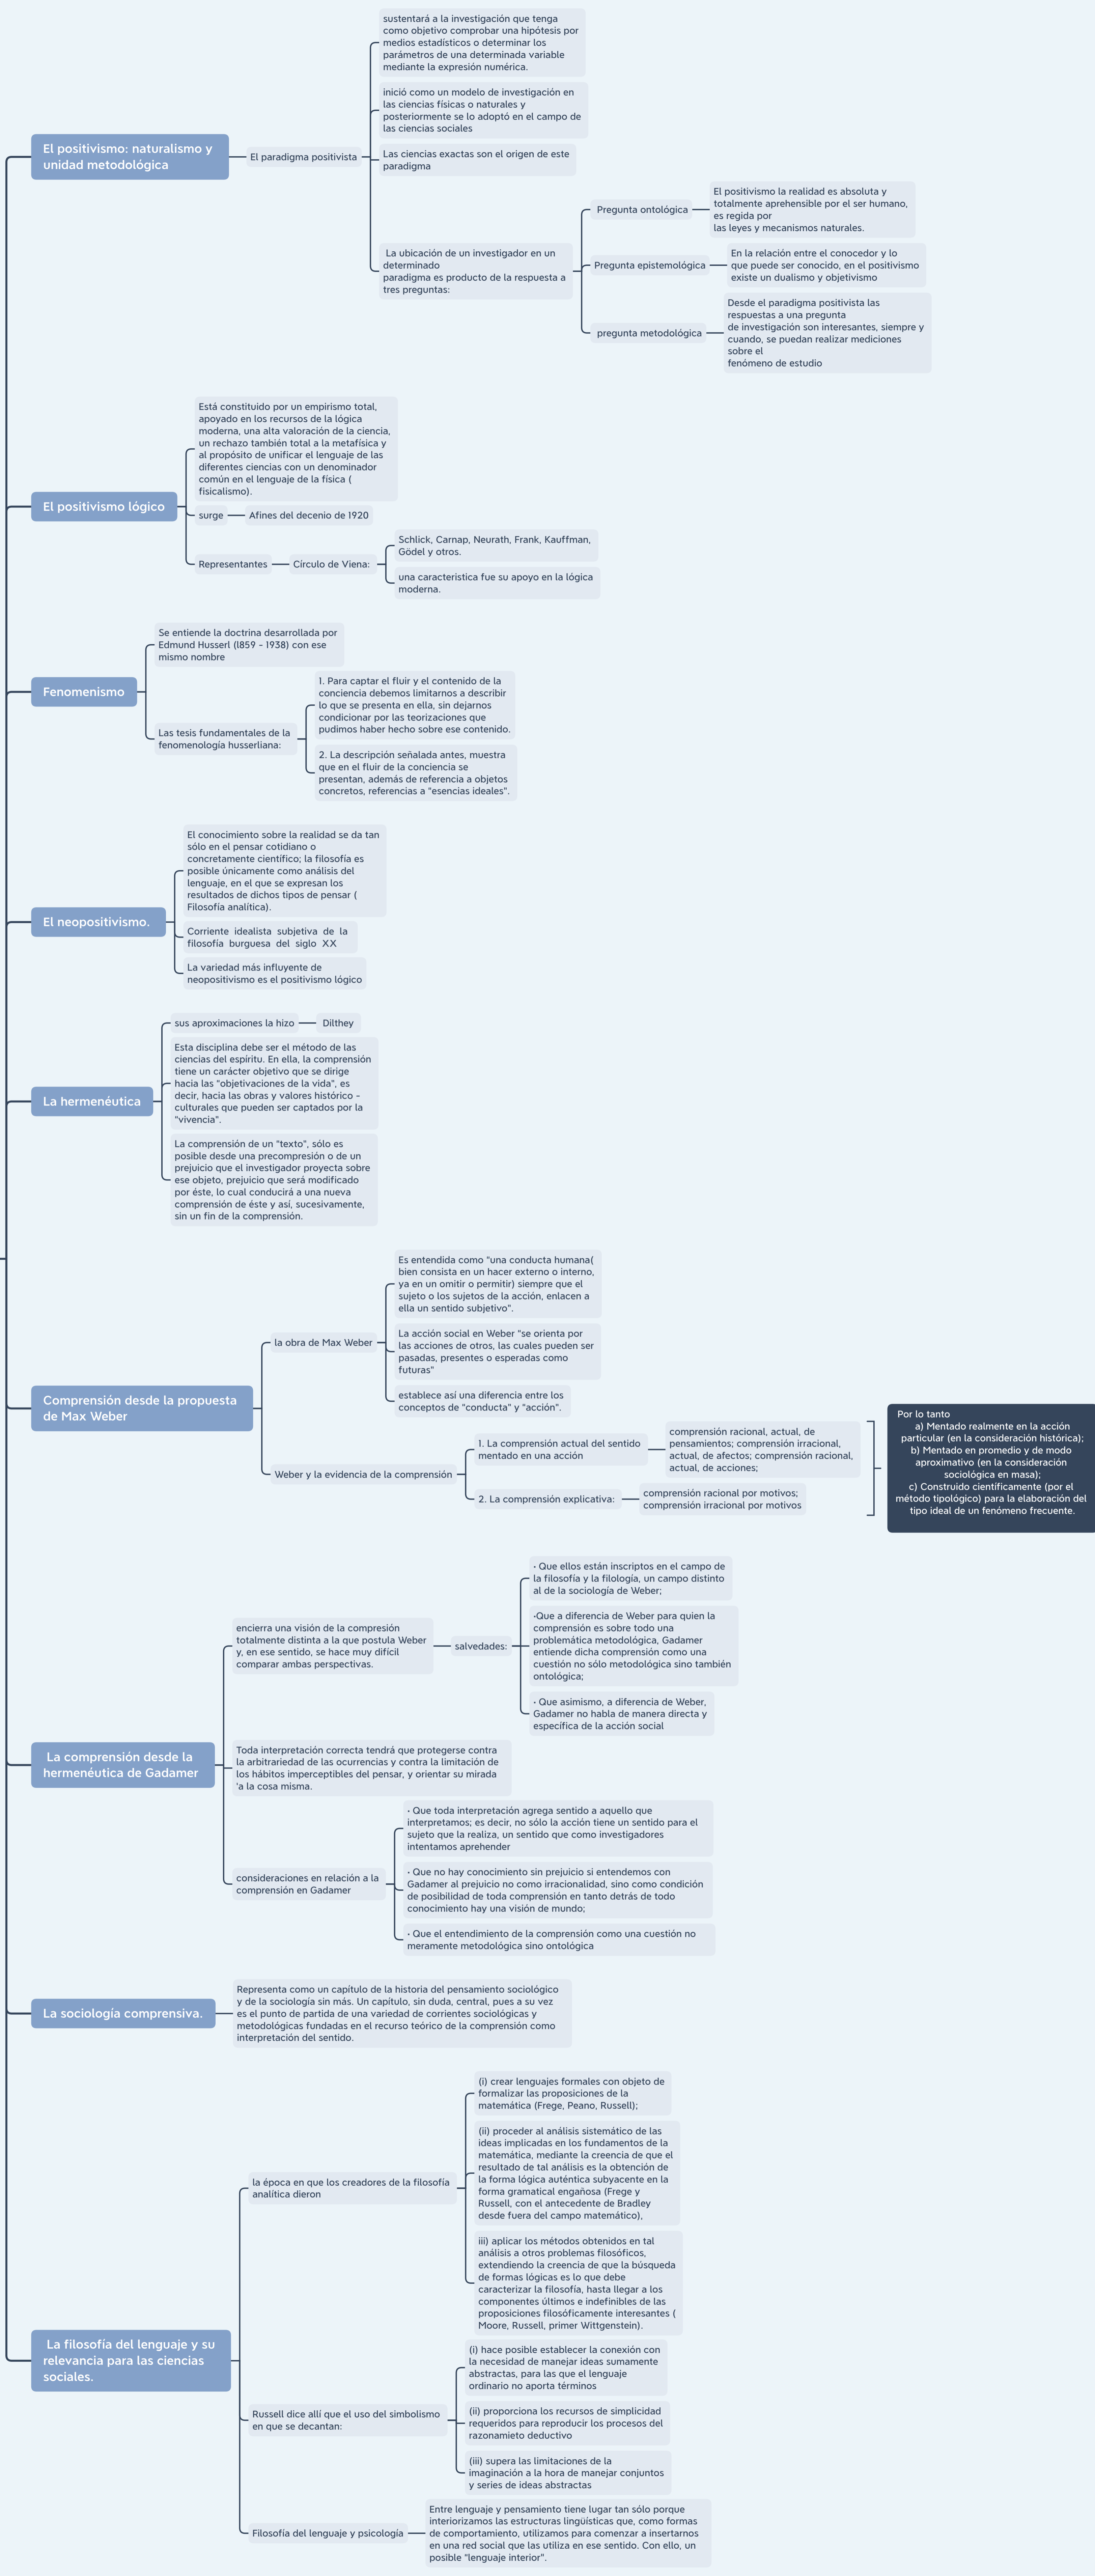 El positivismo: naturalismo y
unidad metodológica
El paradigma positivista
sustentará a la investigación que tenga
como objetivo comprobar una hipótesis por
medios estadísticos o determinar los
parámetros de una determinada variable
mediante la expresión numérica.
inició como un modelo de investigación en
las ciencias físicas o naturales y
posteriormente se lo adoptó en el campo de
las ciencias sociales
Las ciencias exactas son el origen de este
paradigma
La ubicación de un investigador en un
determinado
paradigma es producto de la respuesta a
tres preguntas:
Pregunta ontológica
El positivismo la realidad es absoluta y
totalmente aprehensible por el ser humano,
es regida por
las leyes y mecanismos naturales.
Pregunta epistemológica
En la relación entre el conocedor y lo
que puede ser conocido, en el positivismo
existe un dualismo y objetivismo
pregunta metodológica
Desde el paradigma positivista las
respuestas a una pregunta
de investigación son interesantes, siempre y
cuando, se puedan realizar mediciones
sobre el
fenómeno de estudio
El positivismo lógico
Está constituido por un empirismo total,
apoyado en los recursos de la lógica
moderna, una alta valoración de la ciencia,
un rechazo también total a la metafísica y
al propósito de unificar el lenguaje de las
diferentes ciencias con un denominador
común en el lenguaje de la física (
fisicalismo).
surge
Afines del decenio de 1920
Representantes
Círculo de Viena:
Schlick, Carnap, Neurath, Frank, Kauffman,
Gödel y otros.
una caracteristica fue su apoyo en la lógica
moderna.
Fenomenismo
Se entiende la doctrina desarrollada por
Edmund Husserl (1859 - 1938) con ese
mismo nombre
Las tesis fundamentales de la
fenomenología husserliana:
1. Para captar el fluir y el contenido de la
conciencia debemos limitarnos a describir
lo que se presenta en ella, sin dejarnos
condicionar por las teorizaciones que
pudimos haber hecho sobre ese contenido.
2. La descripción señalada antes, muestra
que en el fluir de la conciencia se
presentan, además de referencia a objetos
concretos, referencias a "esencias ideales".
El neopositivismo.
El conocimiento sobre la realidad se da tan
sólo en el pensar cotidiano o
concretamente científico; la filosofía es
posible únicamente como análisis del
lenguaje, en el que se expresan los
resultados de dichos tipos de pensar (
Filosofía analítica).
Corriente idealista subjetiva de la
filosofía burguesa del siglo XX
La variedad más influyente de
neopositivismo es el positivismo lógico
La hermenéutica
sus aproximaciones la hizo
Dilthey
Esta disciplina debe ser el método de las
ciencias del espíritu. En ella, la comprensión
tiene un carácter objetivo que se dirige
hacia las "objetivaciones de la vida", es
decir, hacia las obras y valores histórico -
culturales que pueden ser captados por la
"vivencia".
La comprensión de un "texto", sólo es
posible desde una precompresión o de un
prejuicio que el investigador proyecta sobre
ese objeto, prejuicio que será modificado
por éste, lo cual conducirá a una nueva
comprensión de éste y así, sucesivamente,
sin un fin de la comprensión.
Comprensión desde la propuesta
de Max Weber
la obra de Max Weber
Es entendida como "una conducta humana(
bien consista en un hacer externo o interno,
ya en un omitir o permitir) siempre que el
sujeto o los sujetos de la acción, enlacen a
ella un sentido subjetivo".
La acción social en Weber "se orienta por
las acciones de otros, las cuales pueden ser
pasadas, presentes o esperadas como
futuras"
establece así una diferencia entre los
conceptos de "conducta" y "acción".
Weber y la evidencia de la comprensión
1. La comprensión actual del sentido
mentado en una acción
comprensión racional, actual, de
pensamientos; comprensión irracional,
actual, de afectos; comprensión racional,
actual, de acciones;
2. La comprensión explicativa:
comprensión racional por motivos;
comprensión irracional por motivos
Por lo tanto
a) Mentado realmente en la acción
particular (en la consideración histórica);
b) Mentado en promedio y de modo
aproximativo (en la consideración
sociológica en masa);
c) Construido científicamente (por el
método tipológico) para la elaboración del
tipo ideal de un fenómeno frecuente.
La comprensión desde la
hermenéutica de Gadamer
encierra una visión de la compresión
totalmente distinta a la que postula Weber
y, en ese sentido, se hace muy difícil
comparar ambas perspectivas.
salvedades:
• Que ellos están inscriptos en el campo de
la filosofía y la filología, un campo distinto
al de la sociología de Weber;
•Que a diferencia de Weber para quien la
comprensión es sobre todo una
problemática metodológica, Gadamer
entiende dicha comprensión como una
cuestión no sólo metodológica sino también
ontológica;
• Que asimismo, a diferencia de Weber,
Gadamer no habla de manera directa y
específica de la acción social
Toda interpretación correcta tendrá que protegerse contra
la arbitrariedad de las ocurrencias y contra la limitación de
los hábitos imperceptibles del pensar, y orientar su mirada
'a la cosa misma.
consideraciones en relación a la
comprensión en Gadamer
• Que toda interpretación agrega sentido a aquello que
interpretamos; es decir, no sólo la acción tiene un sentido para el
sujeto que la realiza, un sentido que como investigadores
intentamos aprehender
• Que no hay conocimiento sin prejuicio si entendemos con
Gadamer al prejuicio no como irracionalidad, sino como condición
de posibilidad de toda comprensión en tanto detrás de todo
conocimiento hay una visión de mundo;
• Que el entendimiento de la comprensión como una cuestión no
meramente metodológica sino ontológica
La sociología comprensiva.
Representa como un capítulo de la historia del pensamiento sociológico
y de la sociología sin más. Un capítulo, sin duda, central, pues a su vez
es el punto de partida de una variedad de corrientes sociológicas y
metodológicas fundadas en el recurso teórico de la comprensión como
interpretación del sentido.
La filosofía del lenguaje y su
relevancia para las ciencias
sociales.
la época en que los creadores de la filosofía
analítica dieron
(i) crear lenguajes formales con objeto de
formalizar las proposiciones de la
matemática (Frege, Peano, Russell);
(ii) proceder al análisis sistemático de las
ideas implicadas en los fundamentos de la
matemática, mediante la creencia de que el
resultado de tal análisis es la obtención de
la forma lógica auténtica subyacente en la
forma gramatical engañosa (Frege y
Russell, con el antecedente de Bradley
desde fuera del campo matemático),
iii) aplicar los métodos obtenidos en tal
análisis a otros problemas filosóficos,
extendiendo la creencia de que la búsqueda
de formas lógicas es lo que debe
caracterizar la filosofía, hasta llegar a los
componentes últimos e indefinibles de las
proposiciones filosóficamente interesantes (
Moore, Russell, primer Wittgenstein).
Russell dice allí que el uso del simbolismo
en que se decantan:
(i) hace posible establecer la conexión con
la necesidad de manejar ideas sumamente
abstractas, para las que el lenguaje
ordinario no aporta términos
(ii) proporciona los recursos de simplicidad
requeridos para reproducir los procesos del
razonamieto deductivo
(iii) supera las limitaciones de la
imaginación a la hora de manejar conjuntos
y series de ideas abstractas
Filosofía del lenguaje y psicología
Entre lenguaje y pensamiento tiene lugar tan sólo porque
interiorizamos las estructuras lingüísticas que, como formas
de comportamiento, utilizamos para comenzar a insertarnos
en una red social que las utiliza en ese sentido. Con ello, un
posible "lenguaje interior".